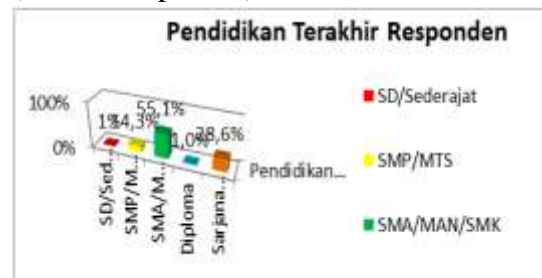 Pendidikan Terakhir Responden
100%
0%
1%
14,3%
55,1%
1,0%
28,6%
SD/Sed...
SMP/M...
SMA/M...
Diploma
Sarjana...
Pendidikan...
SD/Sederajat
SMP/MTS
SMA/MAN/SMK